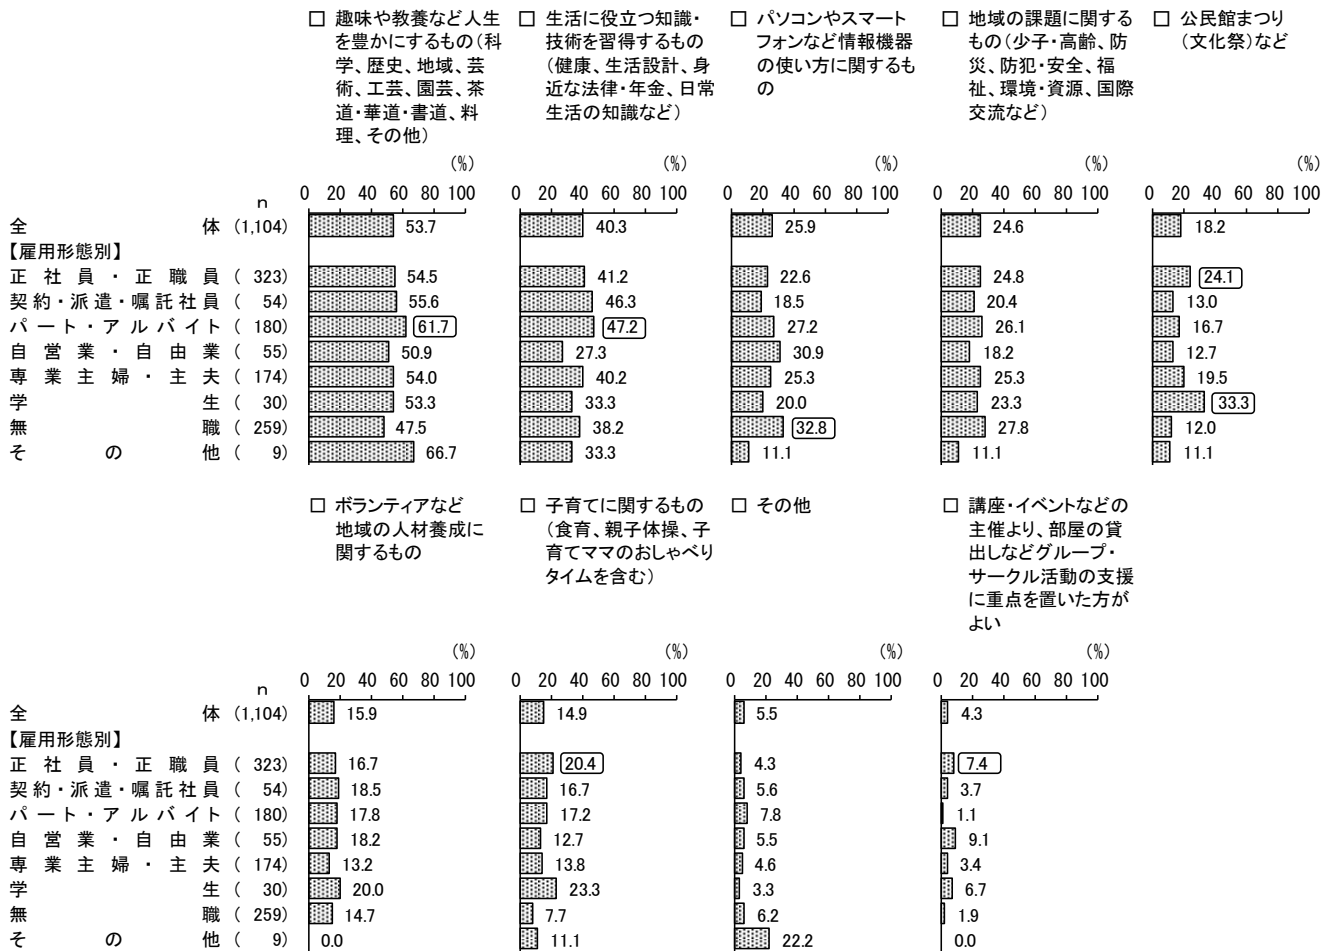 □ 趣味や教養など人生
を豊かにするもの(科
学、歴史、地域、芸
術、工芸、園芸、茶
道・華道・書道、料
理、その他)
□ 生活に役立つ知識・
技術を習得するもの
(健康、生活設計、身
近な法律・年金、日常
生活の知識など)
□ パソコンやスマート
フォンなど情報機器
の使い方に関するも
の
□ 地域の課題に関する
もの(少子・高齢、防
災、防犯・安全、福
祉、環境・資源、国際
交流など)
□ 公民館まつり
(文化祭)など
(%) (%) (%) (%) (%)
n 0 20 40 60 80 100 0 20 40 60 80 100 0 20 40 60 80 100 0 20 40 60 80 100 0 20 40 60 80 100
全体 (1,104) 53.7 40.3 25.9 24.6 18.2
【雇用形態別】
正社員・正職員 ( 323) 54.5 41.2 22.6 24.8 24.1
契約・派遣・嘱託社員 ( 54) 55.6 46.3 18.5 20.4 13.0
パート・アルバイト ( 180) 61.7 47.2 27.2 26.1 16.7
自営業・自由業 ( 55) 50.9 27.3 30.9 18.2 12.7
専業主婦・主夫 ( 174) 54.0 40.2 25.3 25.3 19.5
学生 ( 30) 53.3 33.3 20.0 23.3 33.3
無職 ( 259) 47.5 38.2 32.8 27.8 12.0
その他 ( 9) 66.7 33.3 11.1 11.1 11.1
□ ボランティアなど
地域の人材養成に
関するもの
□ 子育てに関するもの
(食育、親子体操、子
育てママのおしゃべり
タイムを含む)
□ その他
□ 講座・イベントなどの
主催より、部屋の貸
出しなどグループ・
サークル活動の支援
に重点を置いた方が
よい
(%) (%) (%) (%)
n 0 20 40 60 80 100 0 20 40 60 80 100 0 20 40 60 80 100 0 20 40 60 80 100
全体 (1,104) 15.9 14.9 5.5 4.3
【雇用形態別】
正社員・正職員 ( 323) 16.7 20.4 4.3 7.4
契約・派遣・嘱託社員 ( 54) 18.5 16.7 5.6 3.7
パート・アルバイト ( 180) 17.8 17.2 7.8 1.1
自営業・自由業 ( 55) 18.2 12.7 5.5 9.1
専業主婦・主夫 ( 174) 13.2 13.8 4.6 3.4
学生 ( 30) 20.0 23.3 3.3 6.7
無職 ( 259) 14.7 7.7 6.2 1.9
その他 ( 9) 0.0 11.1 22.2 0.0